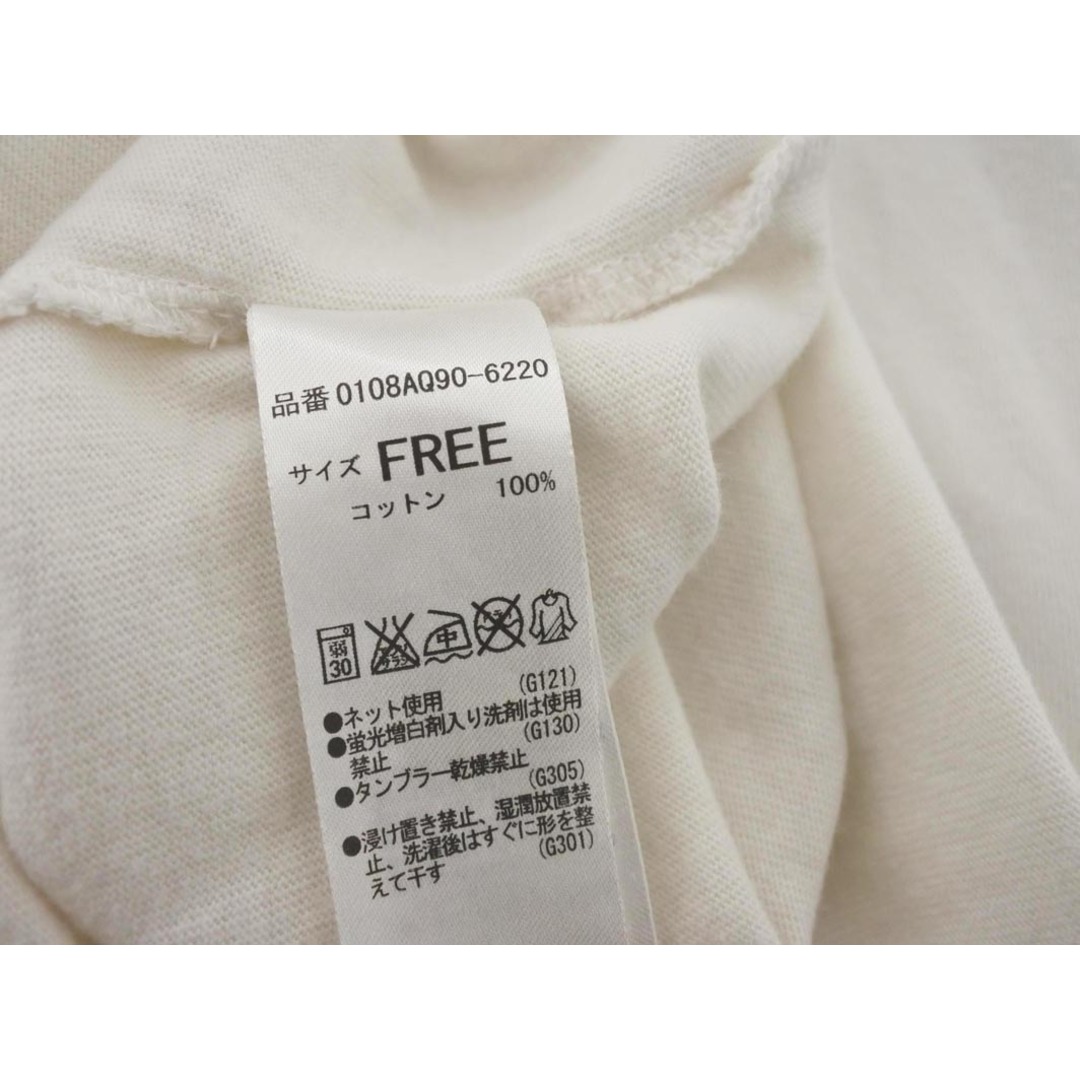 品番 0108AQ90-6220
サイズ FREE
コットン 100%
弱 中
30
●ネット使用 (G121)
●蛍光増白剤入り洗剤は使用
禁止 (G130)
●タンブラー乾燥禁止
(G305)
●浸け置き禁止、湿潤放置禁
止、洗濯後はすぐに形を整
えて干す (G301)